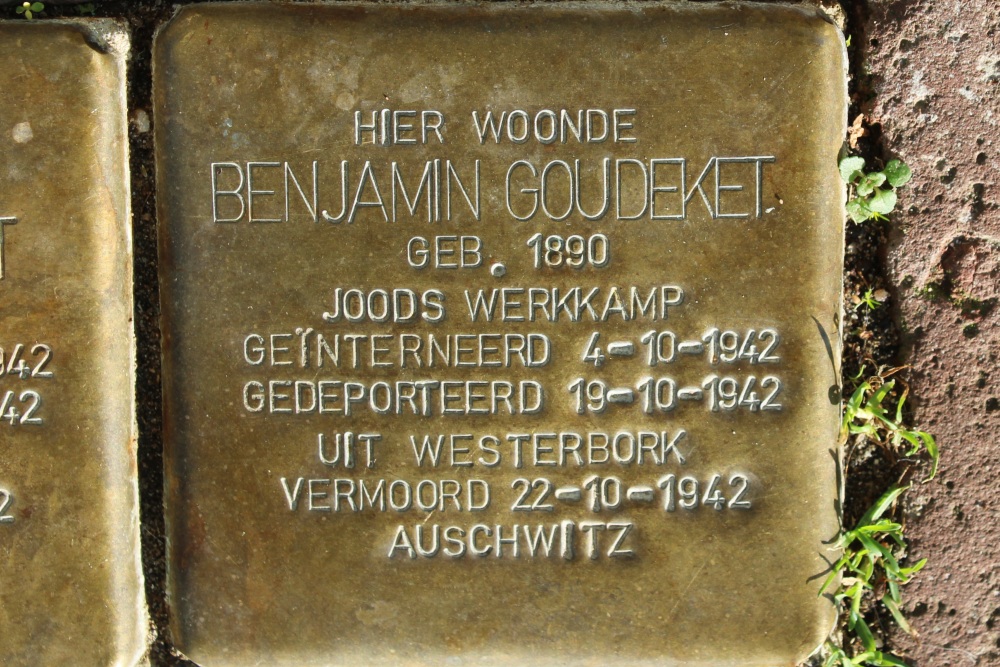 HIER WOONDE
BENJAMIN GOUDEKET
GEB. 1890
JOODS WERKKAMP
GEÏNTERNEERD 4-10-1942
GEDEPORTEERD 19-10-1942
UIT WESTERBORK
VERMOORD 22-10-1942
AUSCHWITZ